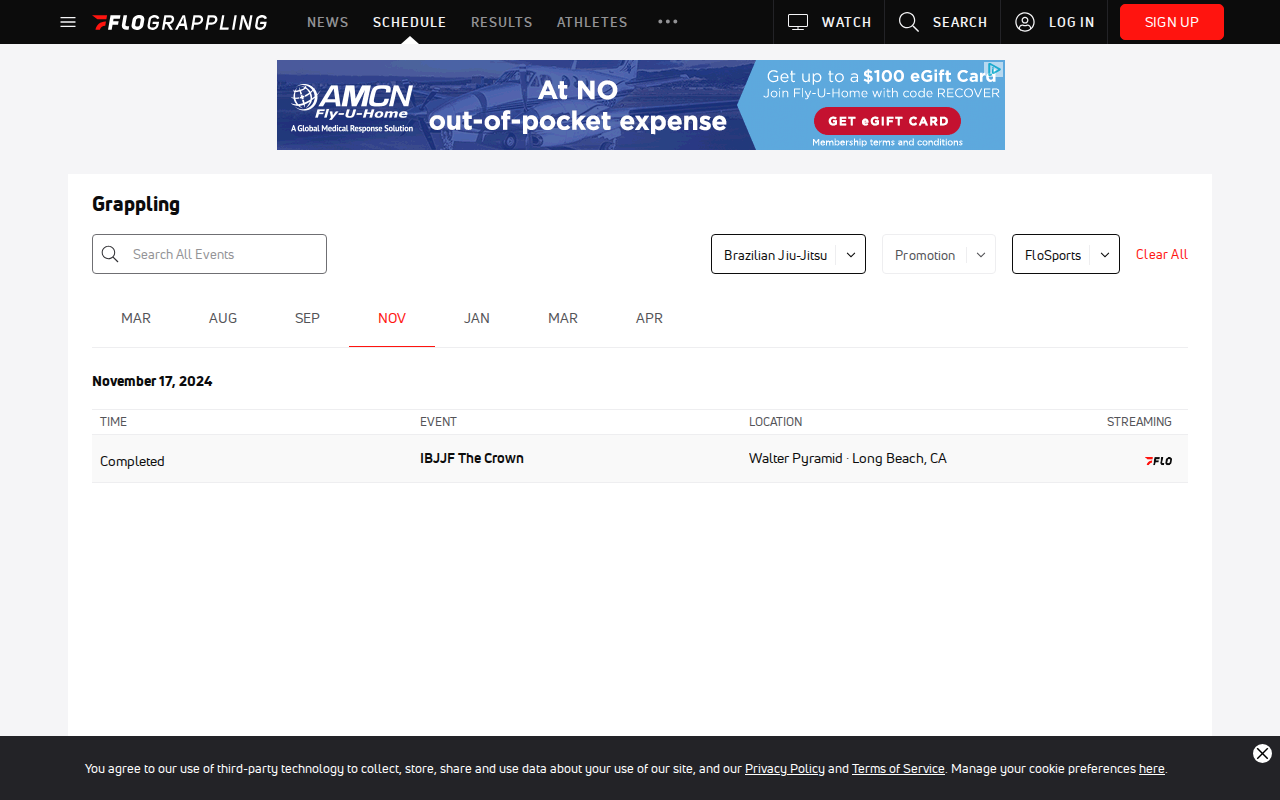 FLOGRAPPLING NEWS SCHEDULE RESULTS ATHLETES ••• WATCH SEARCH LOG IN SIGN UP
AMCN
Fly-U-Home
A Global Medical Response Solution
At NO
out-of-pocket expense
Get up to a $100 eGift Card
Join Fly-U-Home with code RECOVER
GET eGIFT CARD
Membership terms and conditions
Grappling
Search All Events Brazilian Jiu-Jitsu Promotion FloSports Clear All
MAR AUG SEP NOV JAN MAR APR
November 17, 2024
TIME EVENT LOCATION STREAMING
Completed IBJJF The Crown Walter Pyramid · Long Beach, CA FLO
You agree to our use of third-party technology to collect, store, share and use data about your use of our site, and our Privacy Policy and Terms of Service. Manage your cookie preferences here.